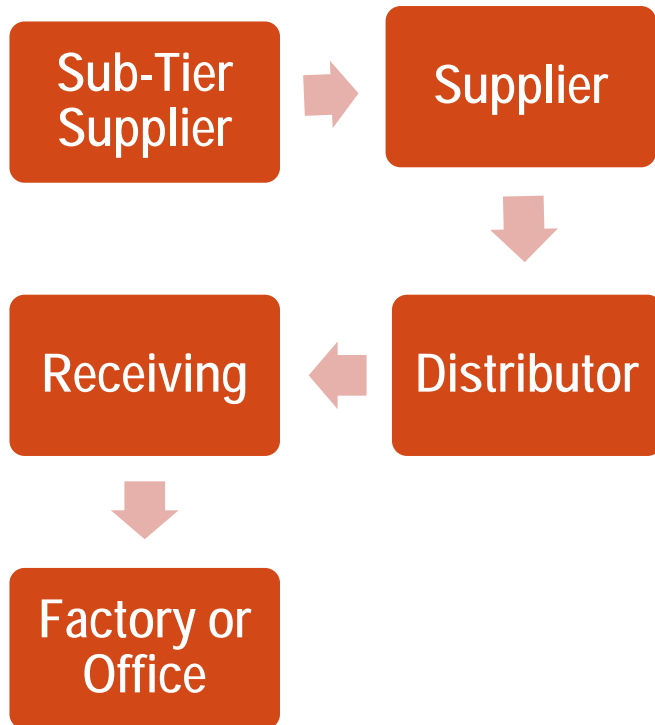 Sub-Tier
Supplier
Supplier
Distributor
Receiving
Factory or
Office